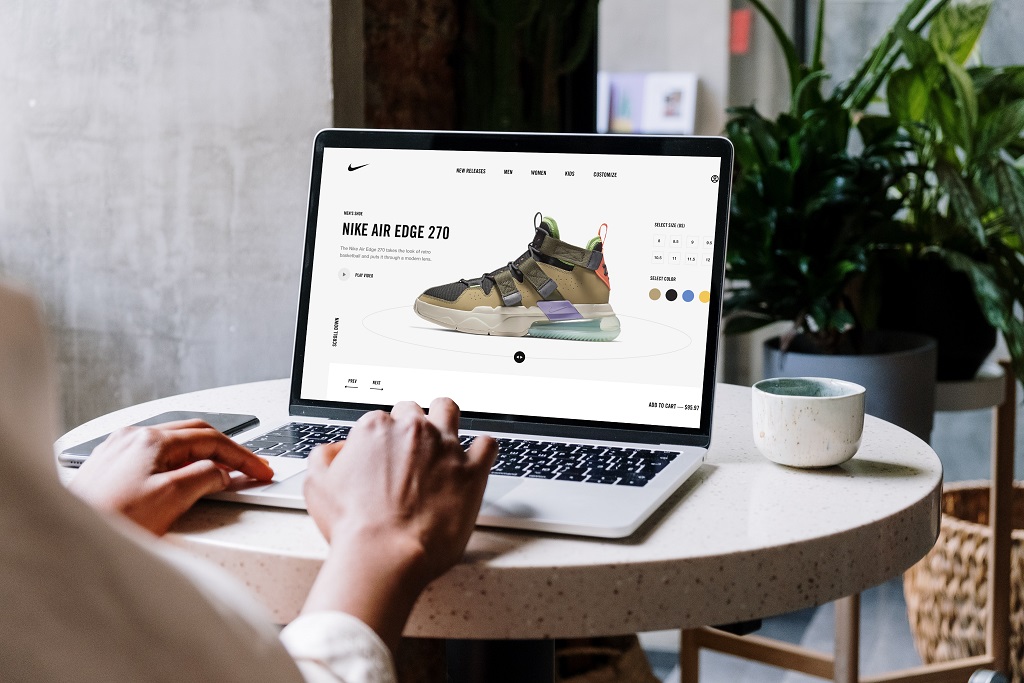 NEW RELEASES MEN WOMEN KIDS CUSTOMIZE
MEN'S SHOE
NIKE AIR EDGE 270
The Nike Air Edge 270 takes the look of retro
basketball and puts it through a modern lens.
PLAY VIDEO
SELECT SIZE (US)
8 8.5 9 9.5
10.5 11 11.5 12
SELECT COLOR
SCROLL DOWN
PREV NEXT
ADD TO CART — $95.97